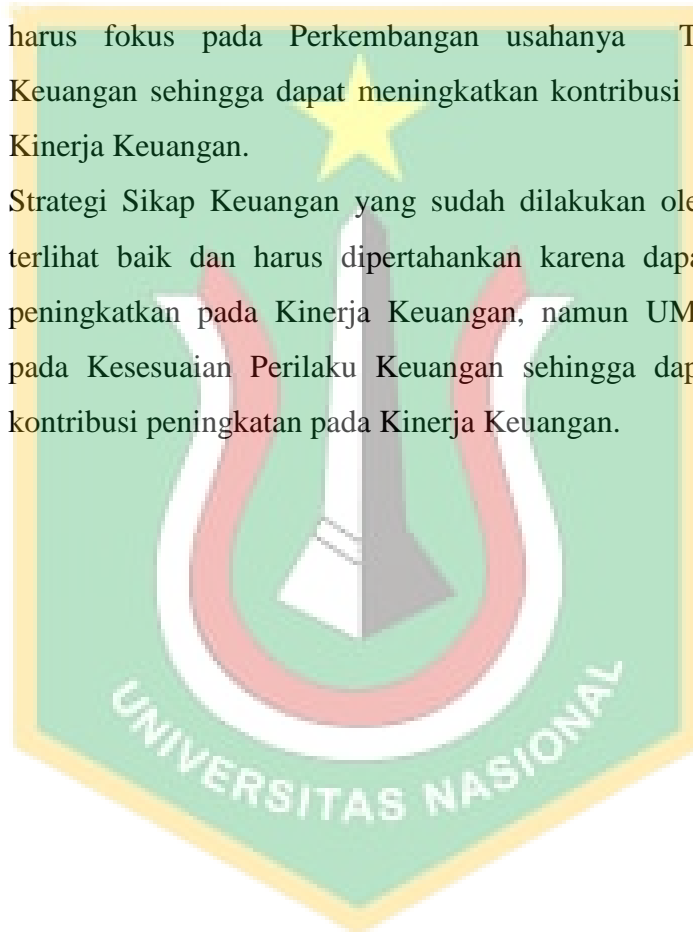 harus fokus pada Perkembangan usahanya T
Keuangan sehingga dapat meningkatkan kontribusi
Kinerja Keuangan.
Strategi Sikap Keuangan yang sudah dilakukan ole
terlihat baik dan harus dipertahankan karena dapa
peningkatkan pada Kinerja Keuangan, namun UM
pada Kesesuaian Perilaku Keuangan sehingga dap
kontribusi peningkatan pada Kinerja Keuangan.
UNIVERSITAS NASIONAL